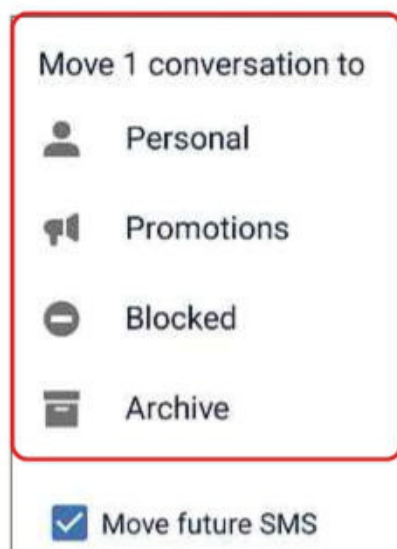 Move 1 conversation to
Personal
Promotions
Blocked
Archive
Move future SMS